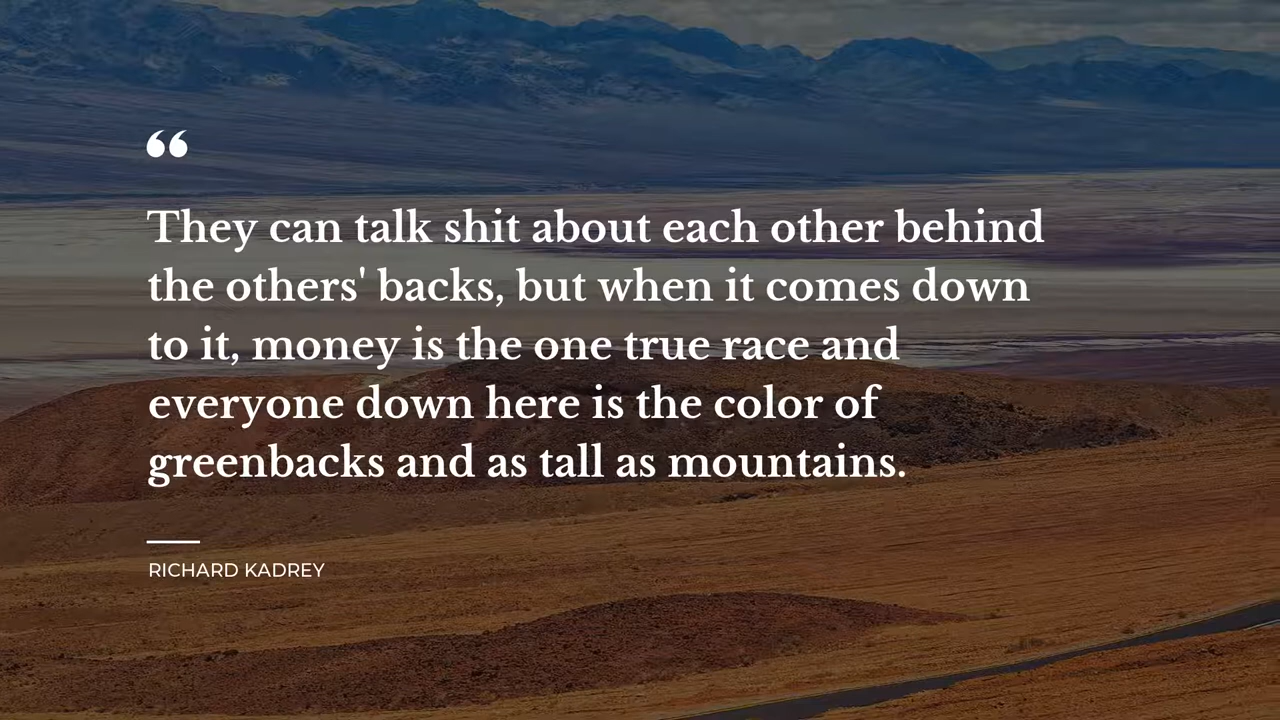 “
They can talk shit about each other behind
the others' backs, but when it comes down
to it, money is the one true race and
everyone down here is the color of
greenbacks and as tall as mountains.
RICHARD KADREY